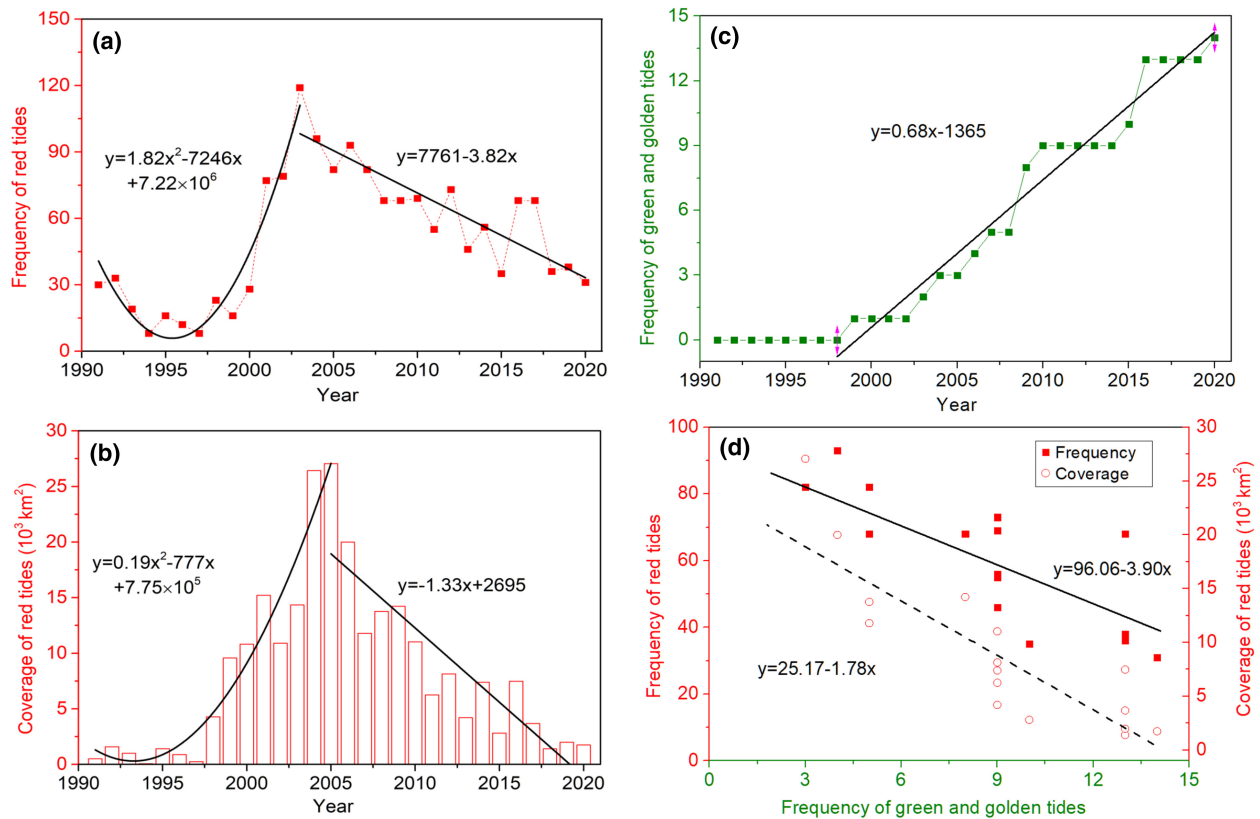 (a)
Frequency of red tides
150
120
90
60
30
0
y=1.82x²-7246x
+7.22×10⁶
y=7761-3.82x
1990 1995 2000 2005 2010 2015 2020
Year
(c)
Frequency of green and golden tides
15
12
9
6
3
0
y=0.68x-1365
1990 1995 2000 2005 2010 2015 2020
Year
(b)
Coverage of red tides (10³ km²)
30
25
20
15
10
5
0
y=0.19x²-777x
+7.75×10⁵
y=-1.33x+2695
1990 1995 2000 2005 2010 2015 2020
Year
(d)
Frequency of red tides
100
80
60
40
20
0
Frequency
Coverage
y=96.06-3.90x
y=25.17-1.78x
30
25
20
15
10
5
0
Coverage of red tides (10³ km²)
0 3 6 9 12 15
Frequency of green and golden tides